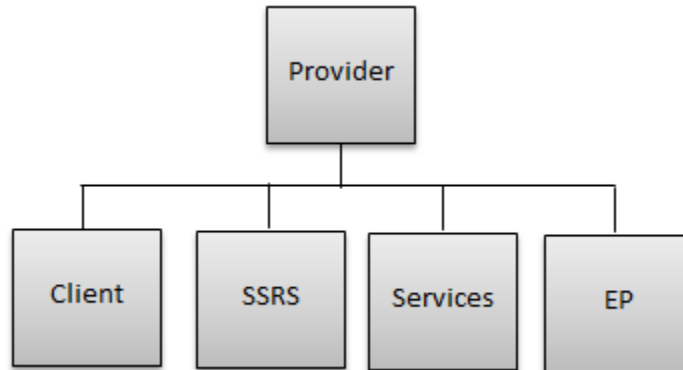 Provider
Client
SSRS
Services
EP